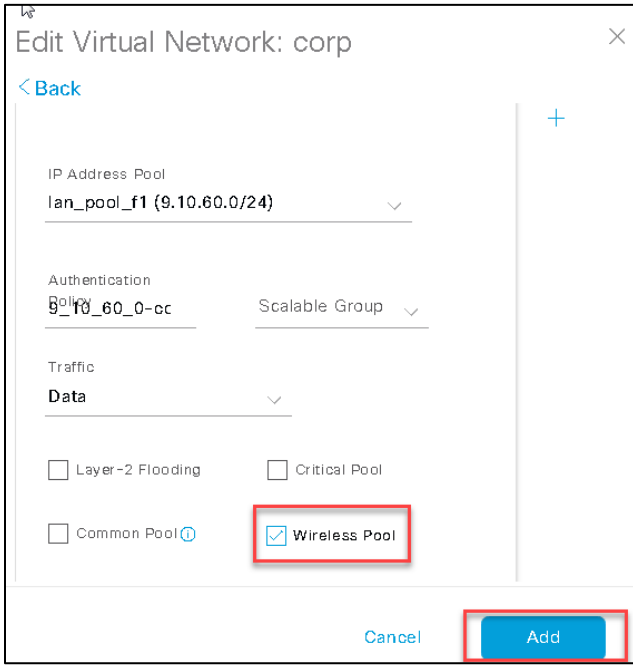 Edit Virtual Network: corp
Back
IP Address Pool
lan_pool_f1 (9.10.60.0/24)
Authentication
Policy
9_10_60_0-cc
Scalable Group
Traffic
Data
Layer-2 Flooding
Critical Pool
Common Pool
Wireless Pool
Cancel
Add